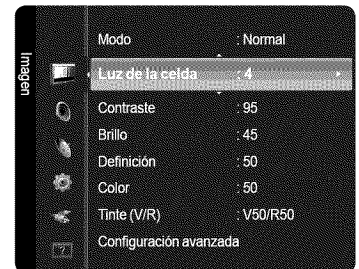 Imagen
Modo : Normal
Luz de la celda : 4
Contraste : 95
Brillo : 45
Definición : 50
Color : 50
Tinte (V/R) : V50/R50
Configuración avanzada
?